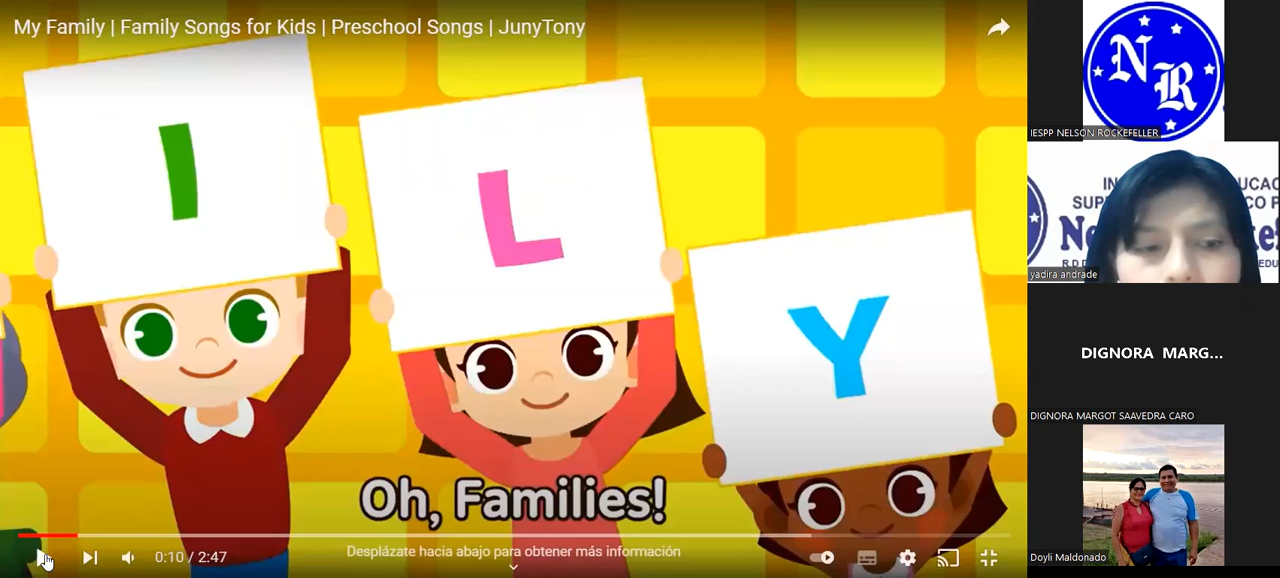 My Family | Family Songs for Kids | Preschool Songs | JunyTony
I L Y
Oh, Families!
0:10 / 2:47
Desplázate hacia abajo para obtener más información
N
R
IESPP NELSON ROCKEFELLER
yadira andrade
DIGNORA MARG...
DIGNORA MARGOT SAAVEDRA CARO
Doyli Maldonado